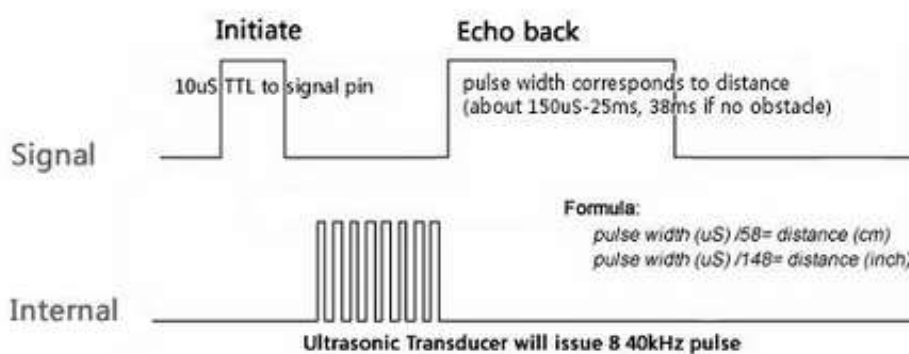 Initiate
Echo back
10uS TTL to signal pin
pulse width corresponds to distance
(about 150uS-25ms, 38ms if no obstacle)
Signal
Formula:
pulse width (uS) /58= distance (cm)
pulse width (uS) /148= distance (inch)
Internal
Ultrasonic Transducer will issue 8 40kHz pulse